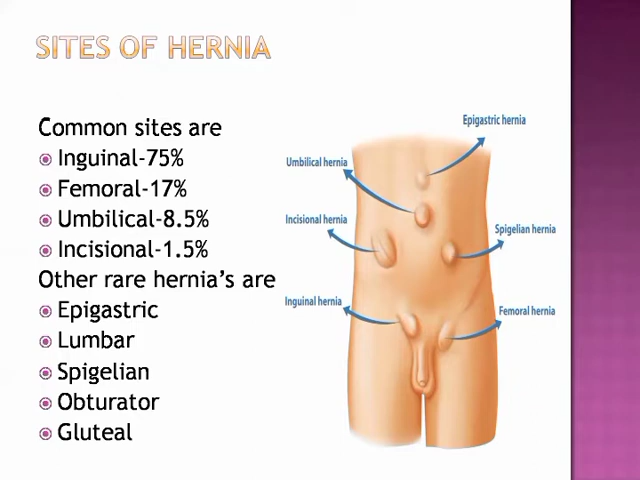 SITES OF HERNIA
Common sites are
Inguinal-75%
Femoral-17%
Umbilical-8.5%
Incisional-1.5%
Other rare hernia’s are
Epigastric
Lumbar
Spigelian
Obturator
Gluteal
Epigastric hernia
Umbilical hernia
Incisional hernia
Spigelian hernia
Inguinal hernia
Femoral hernia